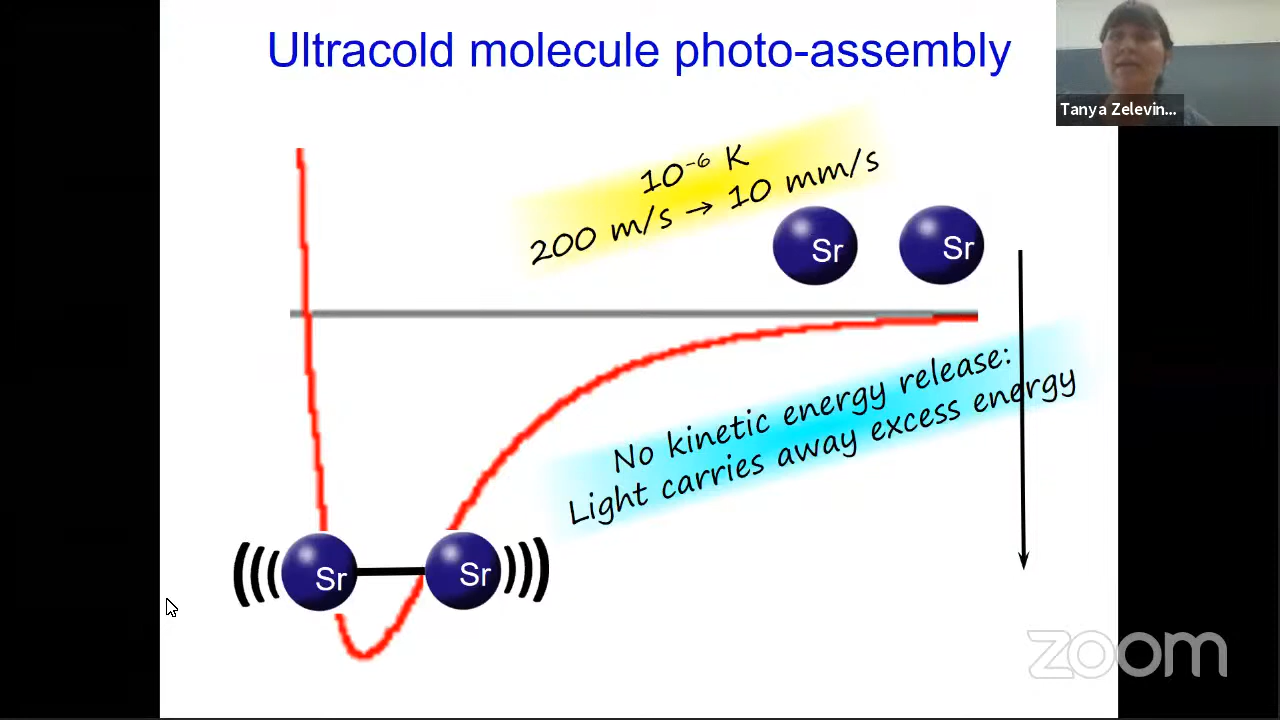 Ultracold molecule photo-assembly
Tanya Zelevin...
10⁻⁶ K
200 m/s → 10 mm/s
Sr Sr
No kinetic energy release:
Light carries away excess energy
Sr Sr
zoom